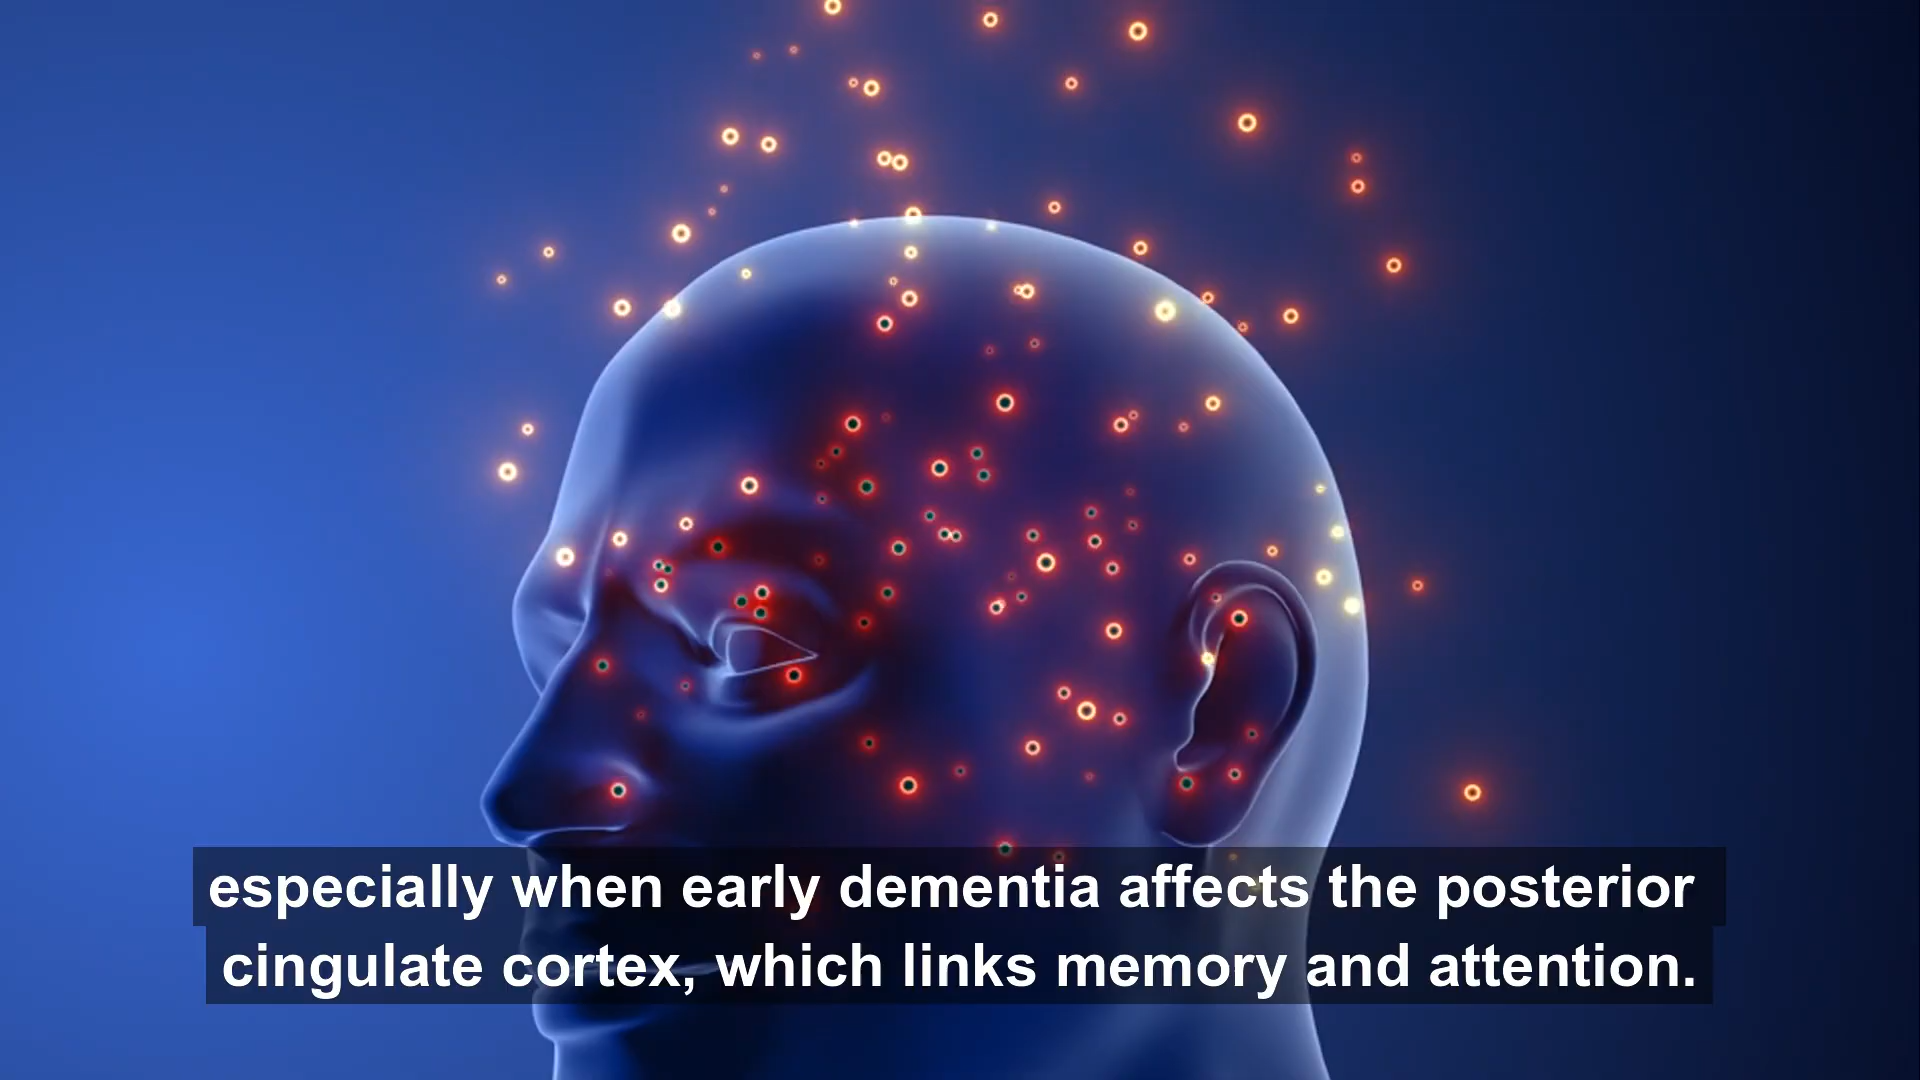 especially when early dementia affects the posterior
cingulate cortex, which links memory and attention.